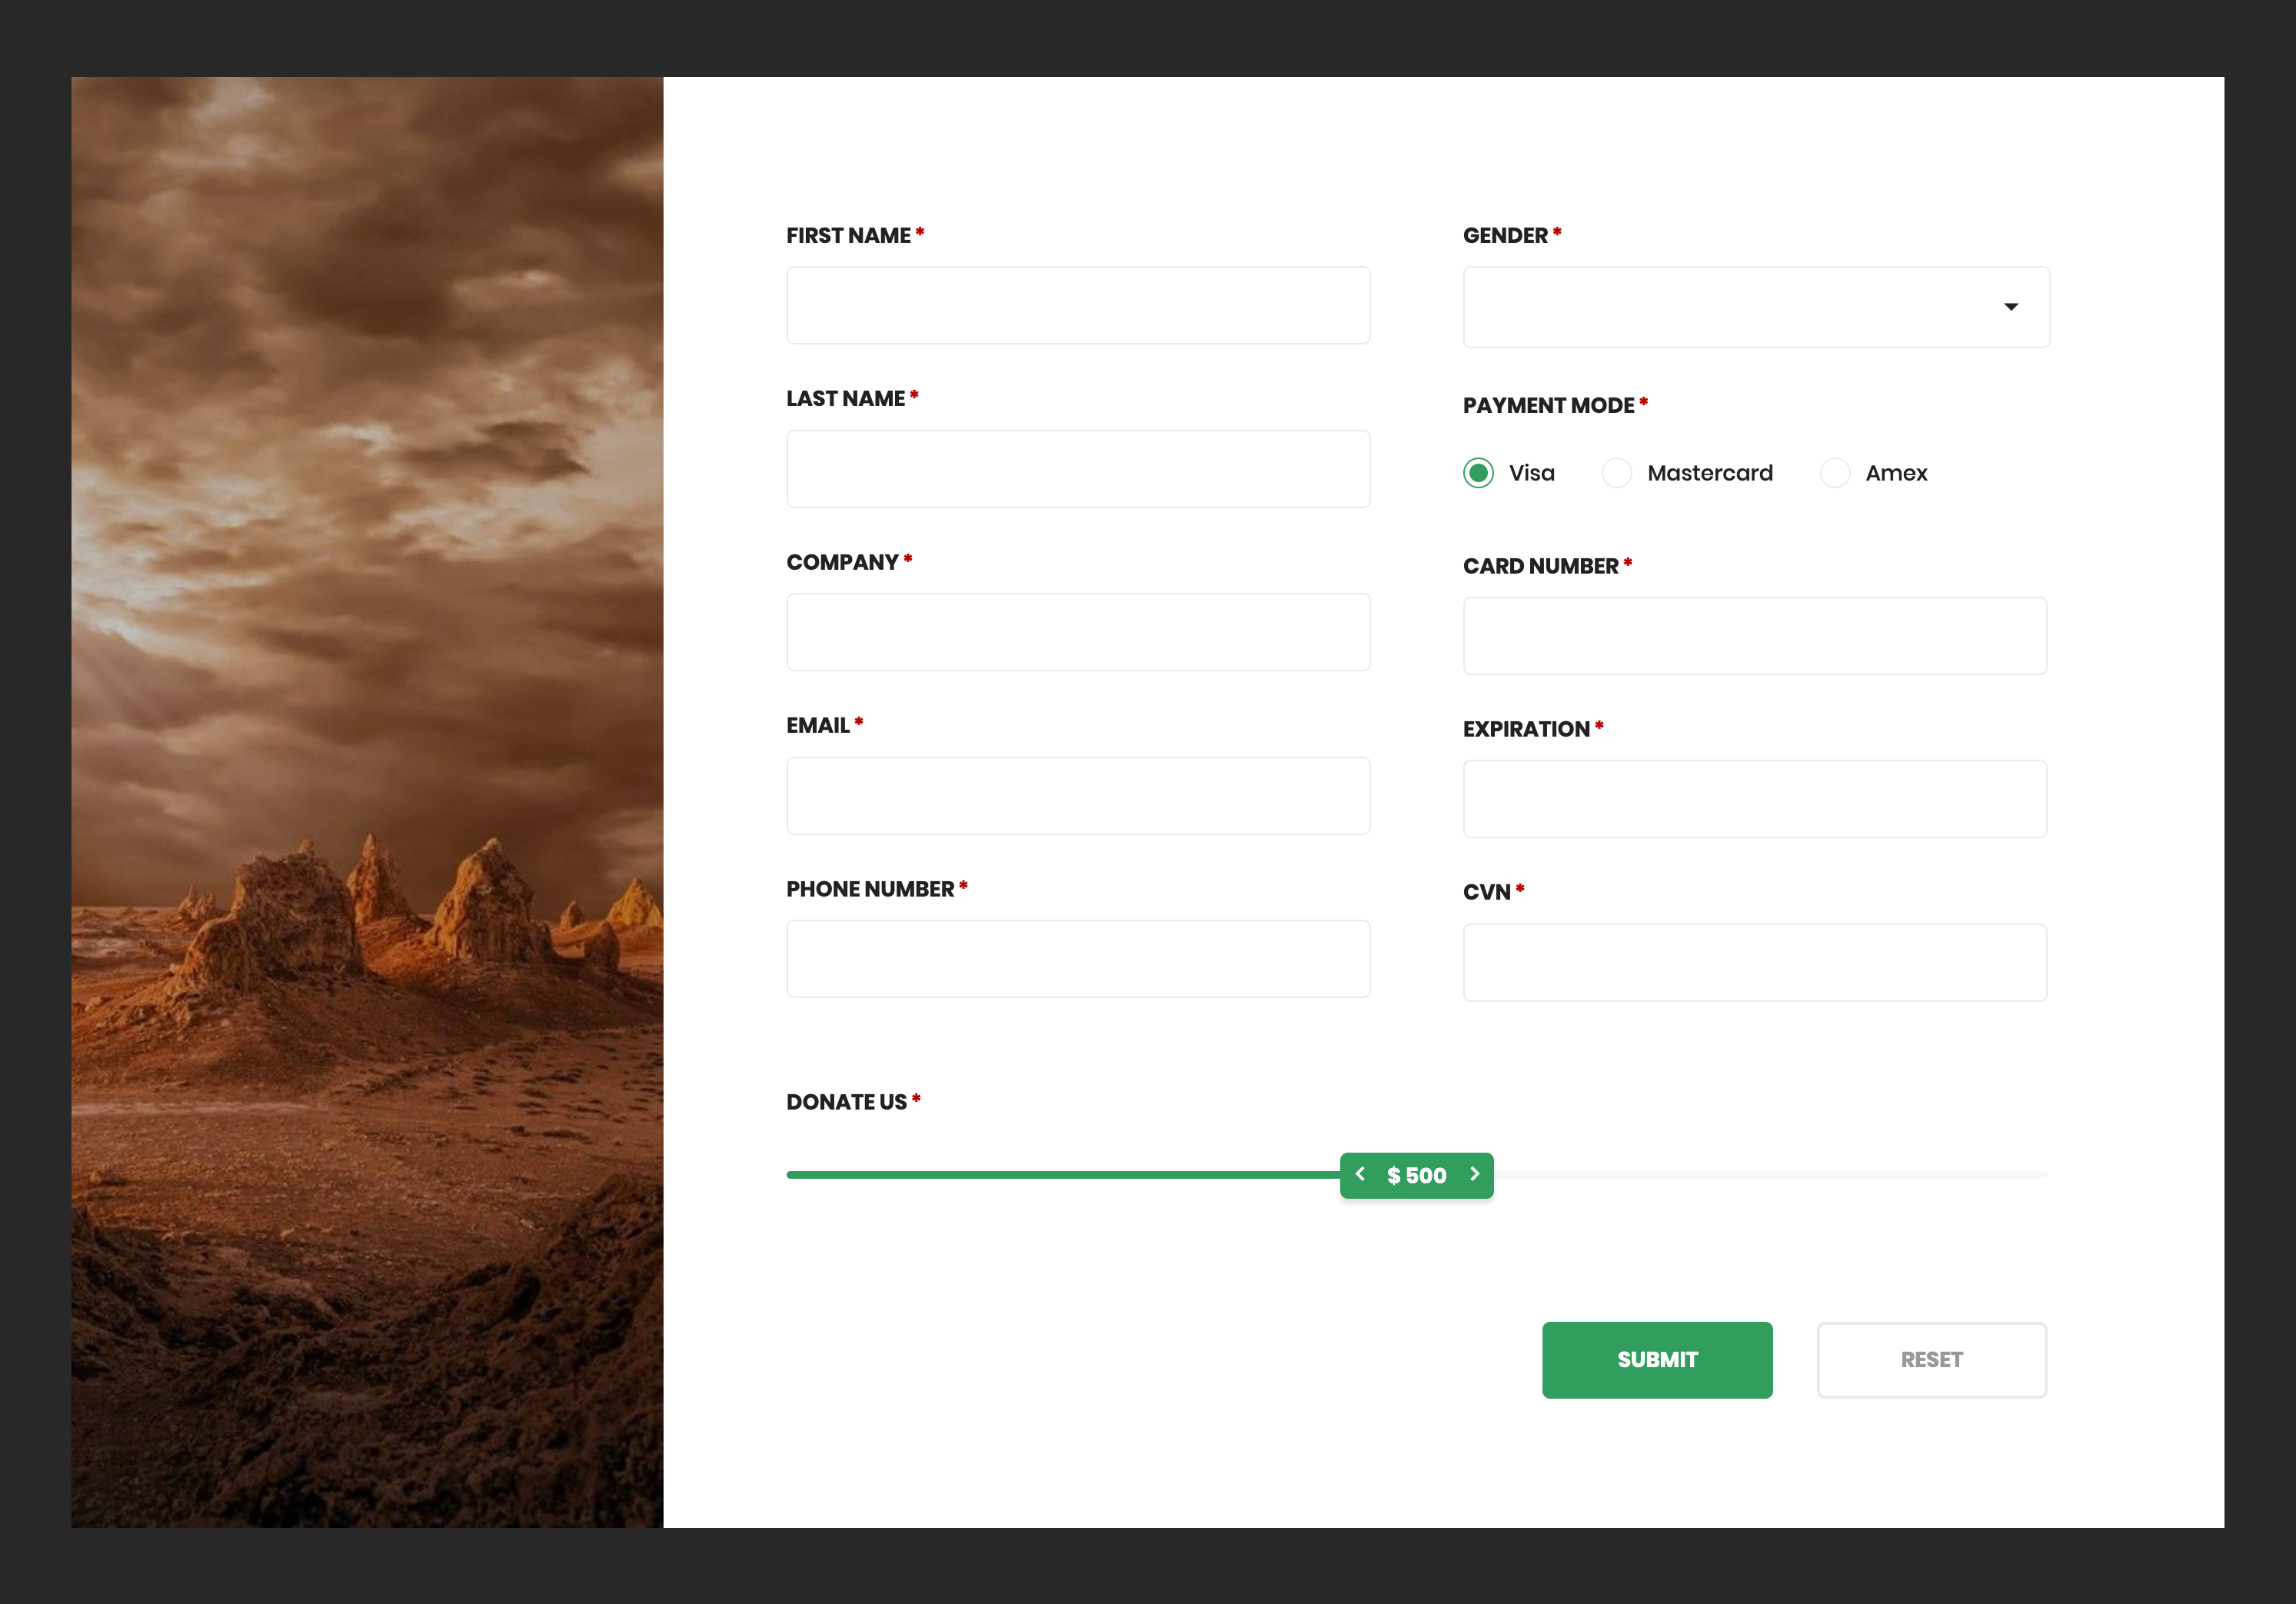 FIRST NAME *
LAST NAME *
COMPANY *
EMAIL *
PHONE NUMBER *
GENDER *
PAYMENT MODE *
Visa Mastercard Amex
CARD NUMBER *
EXPIRATION *
CVN *
DONATE US *
$ 500
SUBMIT
RESET